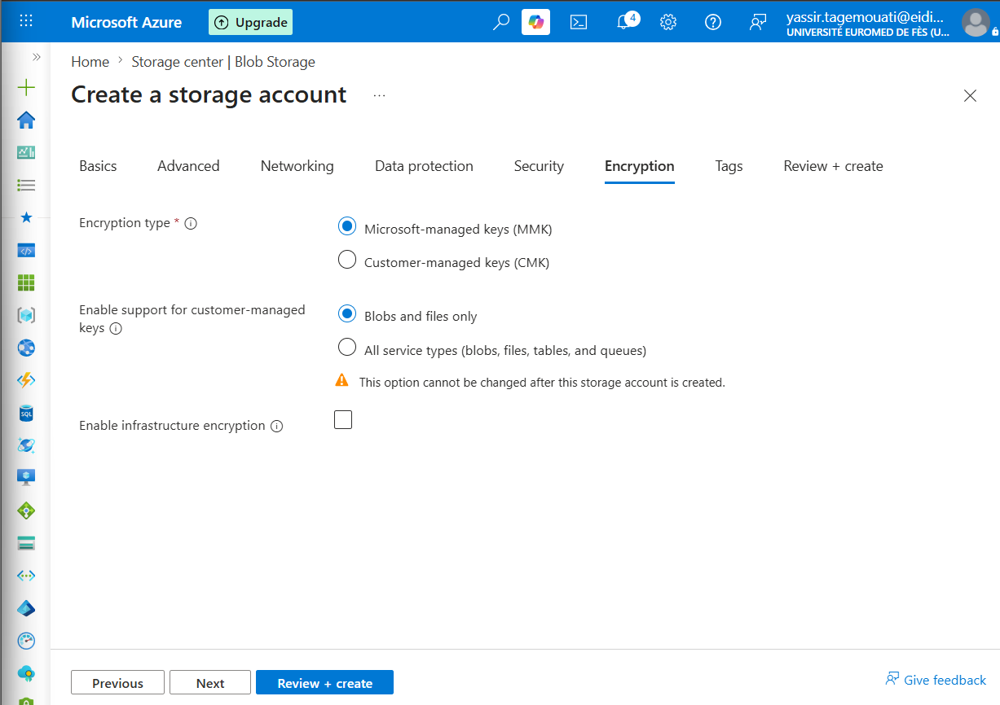 Microsoft Azure
Upgrade
4
yassir.tagemouati@eidi...
UNIVERSITÉ EUROMED DE FÈS (U...
Home > Storage center | Blob Storage
Create a storage account ...
Basics Advanced Networking Data protection Security Encryption Tags Review + create
Encryption type *
Microsoft-managed keys (MMK)
Customer-managed keys (CMK)
Enable support for customer-managed
keys
Blobs and files only
All service types (blobs, files, tables, and queues)
This option cannot be changed after this storage account is created.
Enable infrastructure encryption
SQL
Previous Next Review + create
Give feedback